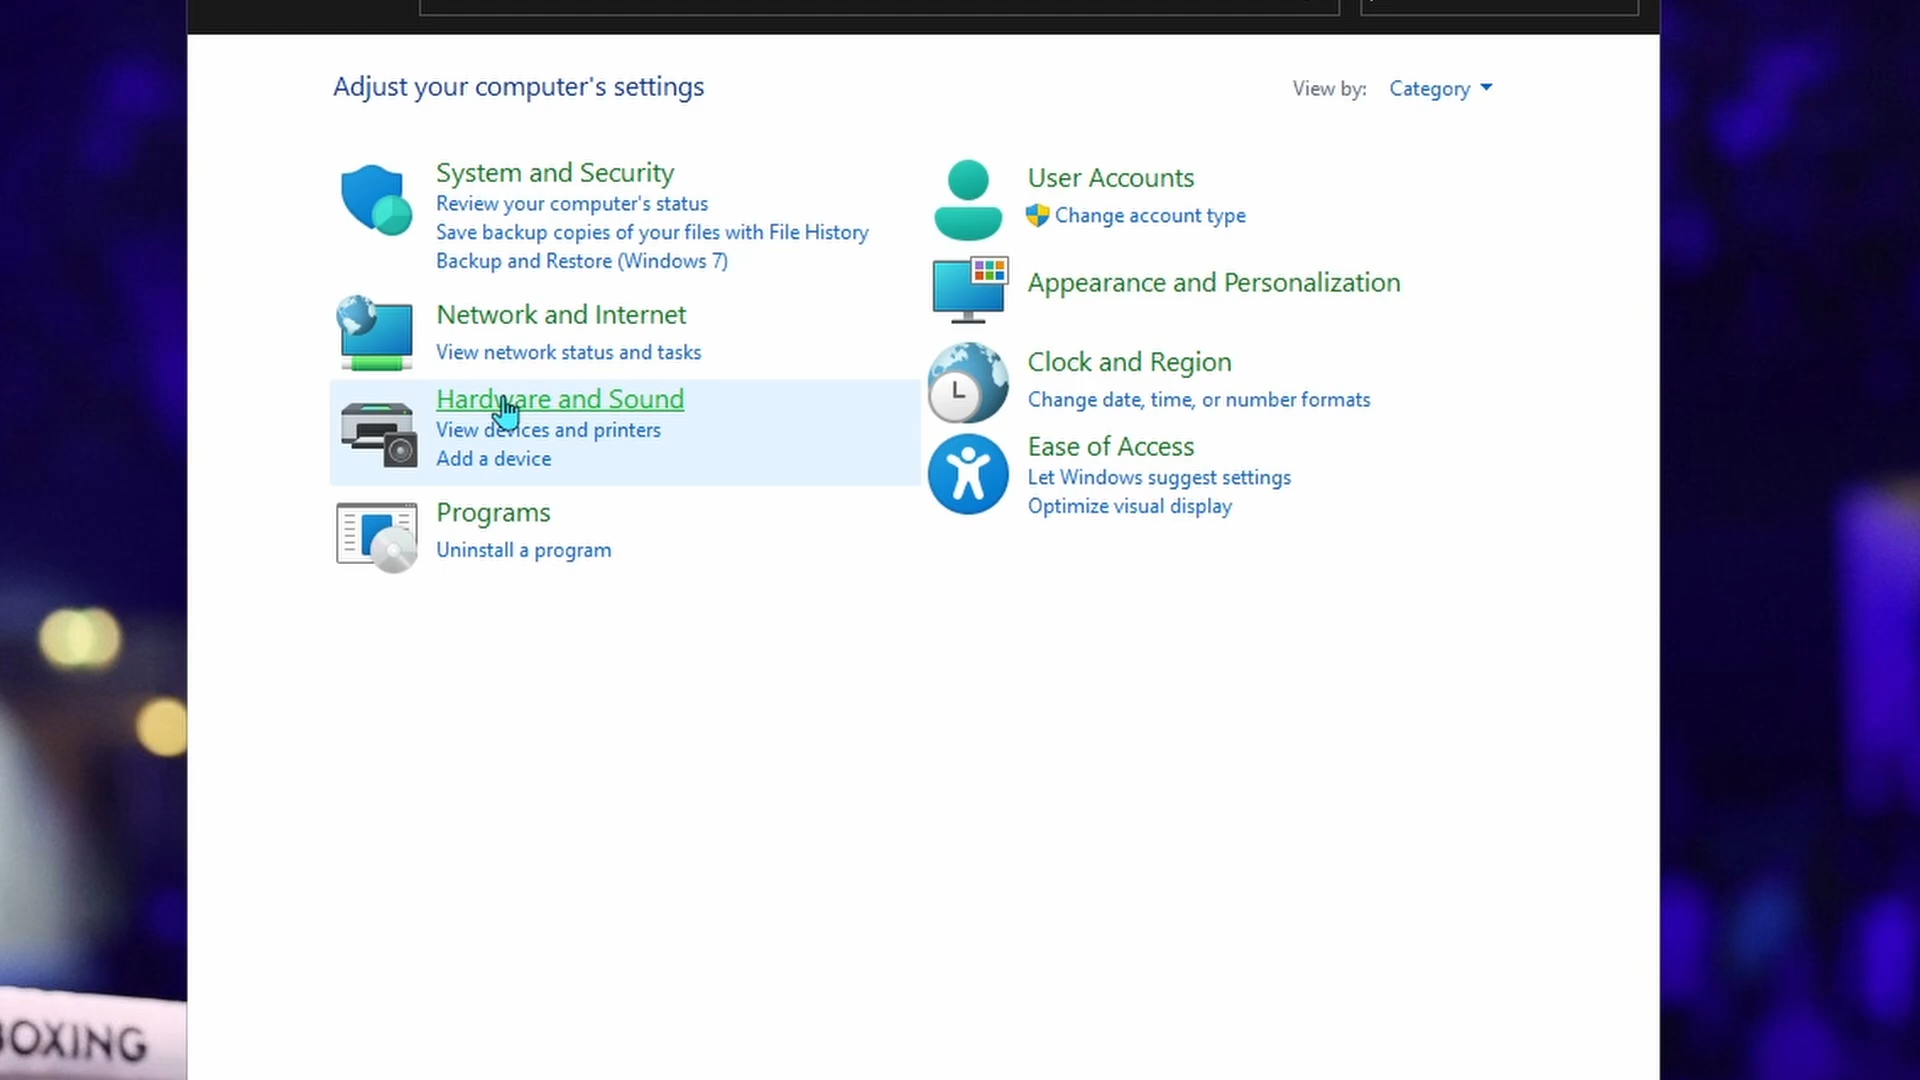 Adjust your computer's settings
View by: Category
System and Security
Review your computer's status
Save backup copies of your files with File History
Backup and Restore (Windows 7)
Network and Internet
View network status and tasks
Hardware and Sound
View devices and printers
Add a device
Programs
Uninstall a program
User Accounts
Change account type
Appearance and Personalization
Clock and Region
Change date, time, or number formats
Ease of Access
Let Windows suggest settings
Optimize visual display
BOXING